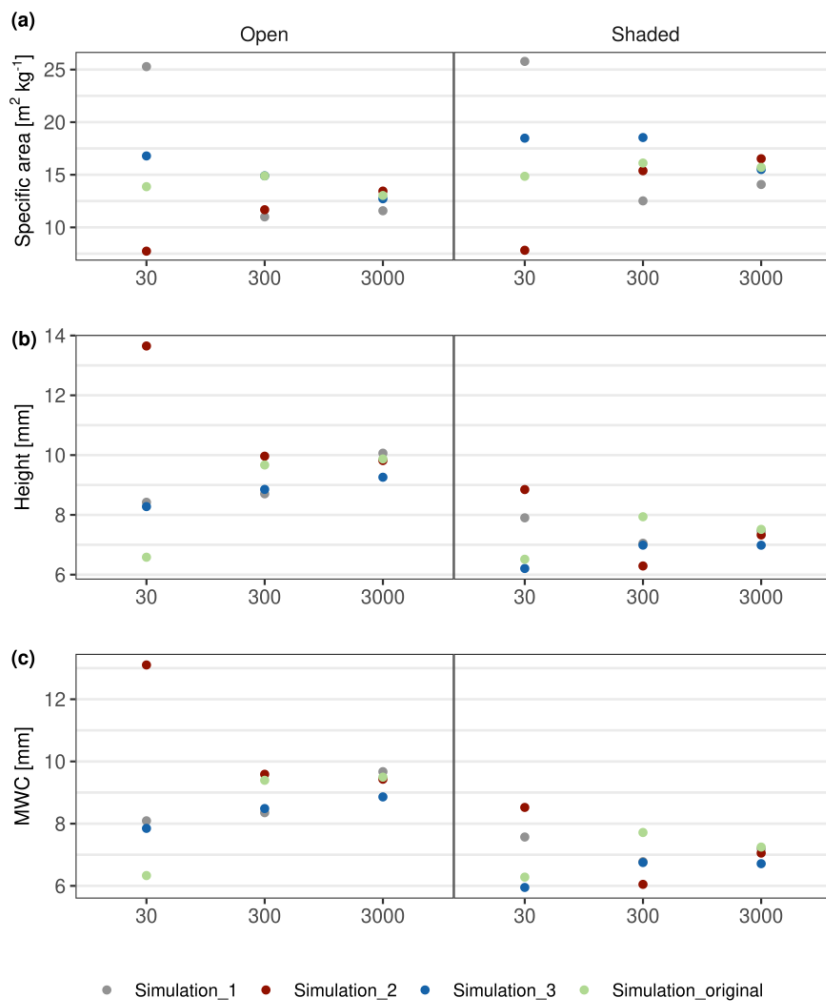 (a)
Open Shaded
Specific area [m² kg⁻¹]
25
20
15
10
30 300 3000 30 300 3000
(b)
Height [mm]
14
12
10
8
6
30 300 3000 30 300 3000
(c)
MWC [mm]
12
10
8
6
30 300 3000 30 300 3000
Simulation_1 Simulation_2 Simulation_3 Simulation_original